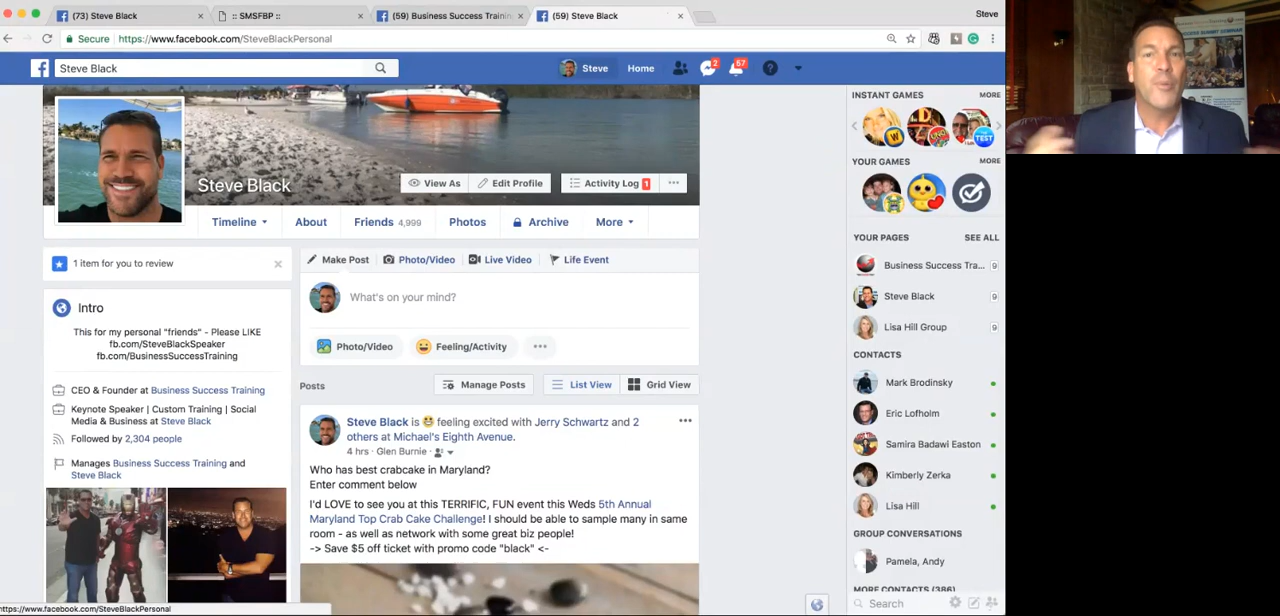 (73) Steve Black
:: SMSFBP ::
(59) Business Success Trainin
(59) Steve Black
Steve
Secure
https://www.facebook.com/SteveBlackPersonal
Steve Black
Steve
Home
2
57
Steve Black
View As
Edit Profile
Activity Log 1
Timeline
About
Friends 4,999
Photos
Archive
More
1 item for you to review
Intro
This for my personal "friends" - Please LIKE
fb.com/SteveBlackSpeaker
fb.com/BusinessSuccessTraining
CEO & Founder at Business Success Training
Keynote Speaker | Custom Training | Social
Media & Business at Steve Black
Followed by 2,304 people
Manages Business Success Training and
Steve Black
Make Post
Photo/Video
Live Video
Life Event
What's on your mind?
Photo/Video
Feeling/Activity
Posts
Manage Posts
List View
Grid View
Steve Black is feeling excited with Jerry Schwartz and 2
others at Michael's Eighth Avenue.
4 hrs · Glen Burnie ·
Who has best crabcake in Maryland?
Enter comment below
I'd LOVE to see you at this TERRIFIC, FUN event this Weds 5th Annual
Maryland Top Crab Cake Challenge! I should be able to sample many in same
room - as well as network with some great biz people!
-> Save $5 off ticket with promo code "black" <-
INSTANT GAMES
MORE
YOUR GAMES
MORE
YOUR PAGES
SEE ALL
Business Success Tra...
9
Steve Black
9
Lisa Hill Group
9
CONTACTS
Mark Brodinsky
Eric Lofholm
Samira Badawi Easton
Kimberly Zerka
Lisa Hill
GROUP CONVERSATIONS
Pamela, Andy
MORE CONTACTS (386)
Search
https://www.facebook.com/SteveBlackPersonal